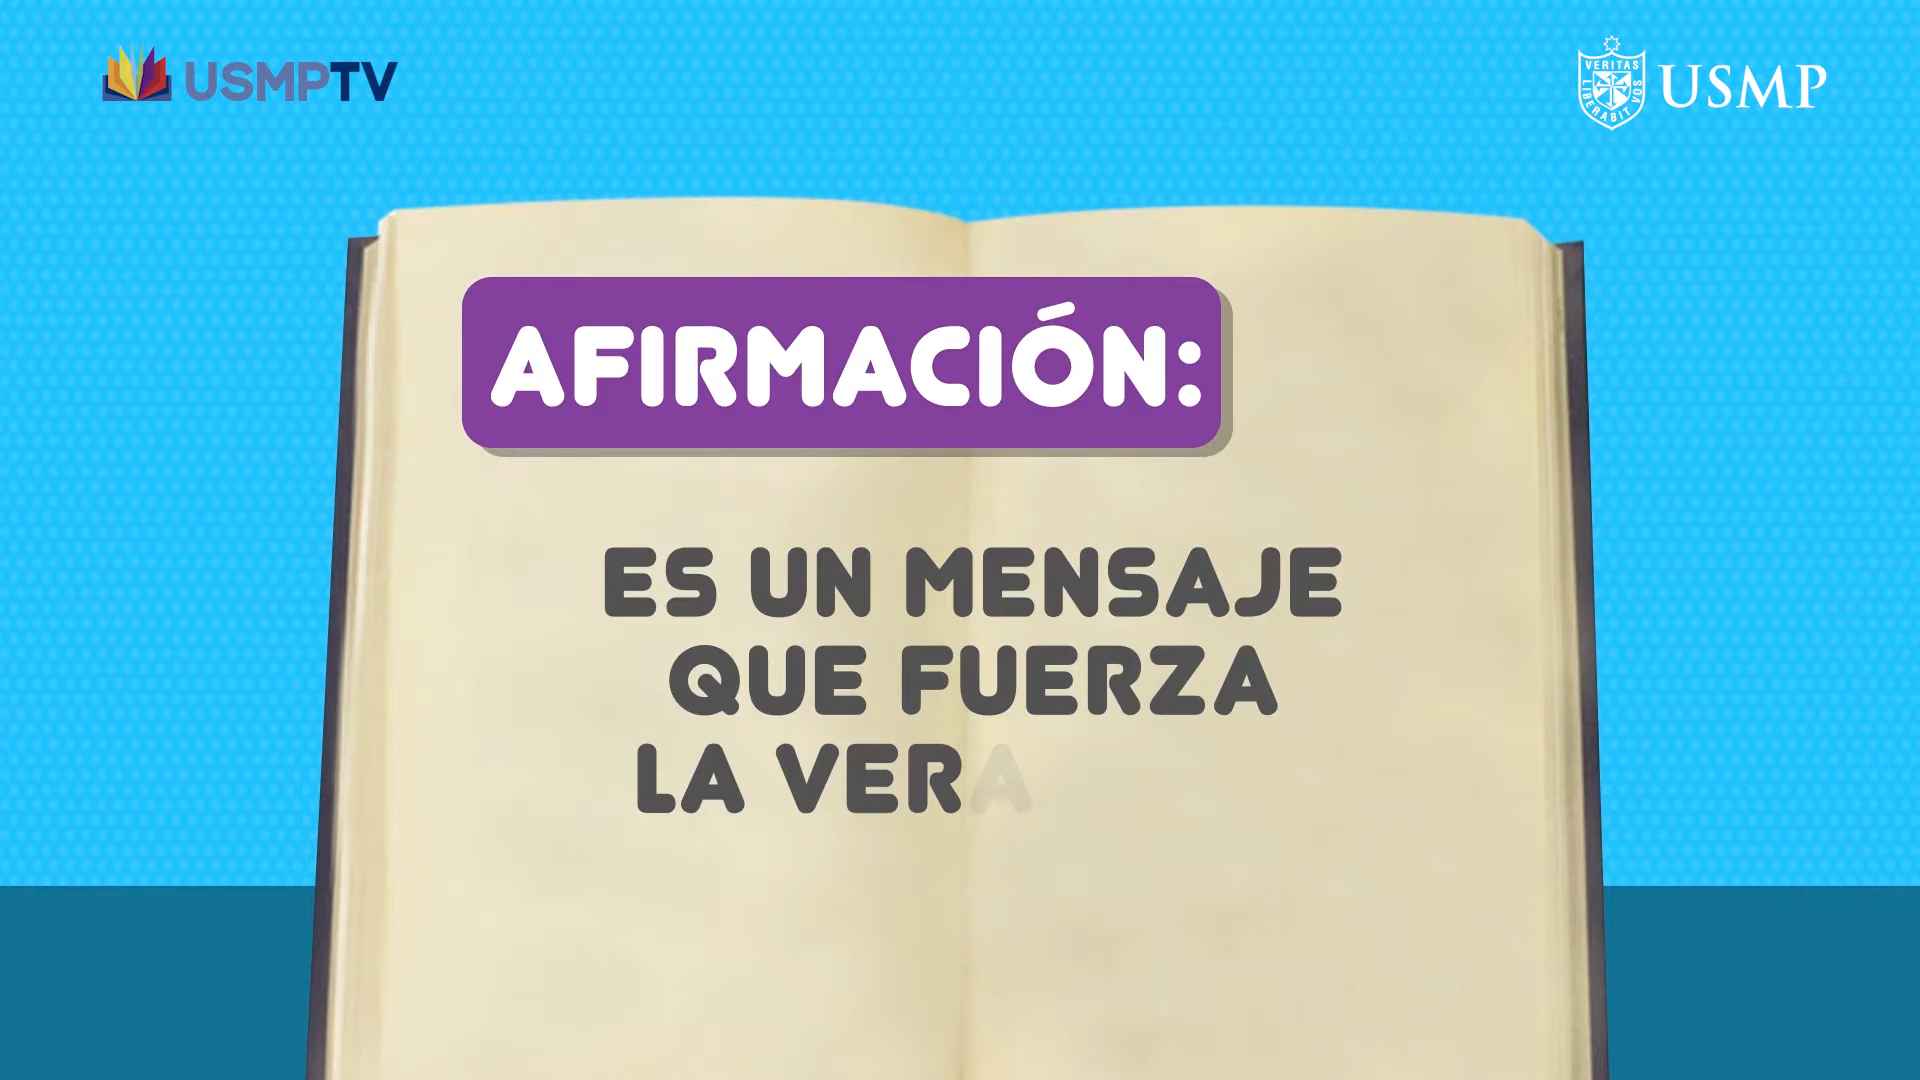 USMPTV
VERITAS
LIBERABIT VOS
USMP
AFIRMACIÓN:
ES UN MENSAJE
QUE FUERZA
LA VERA